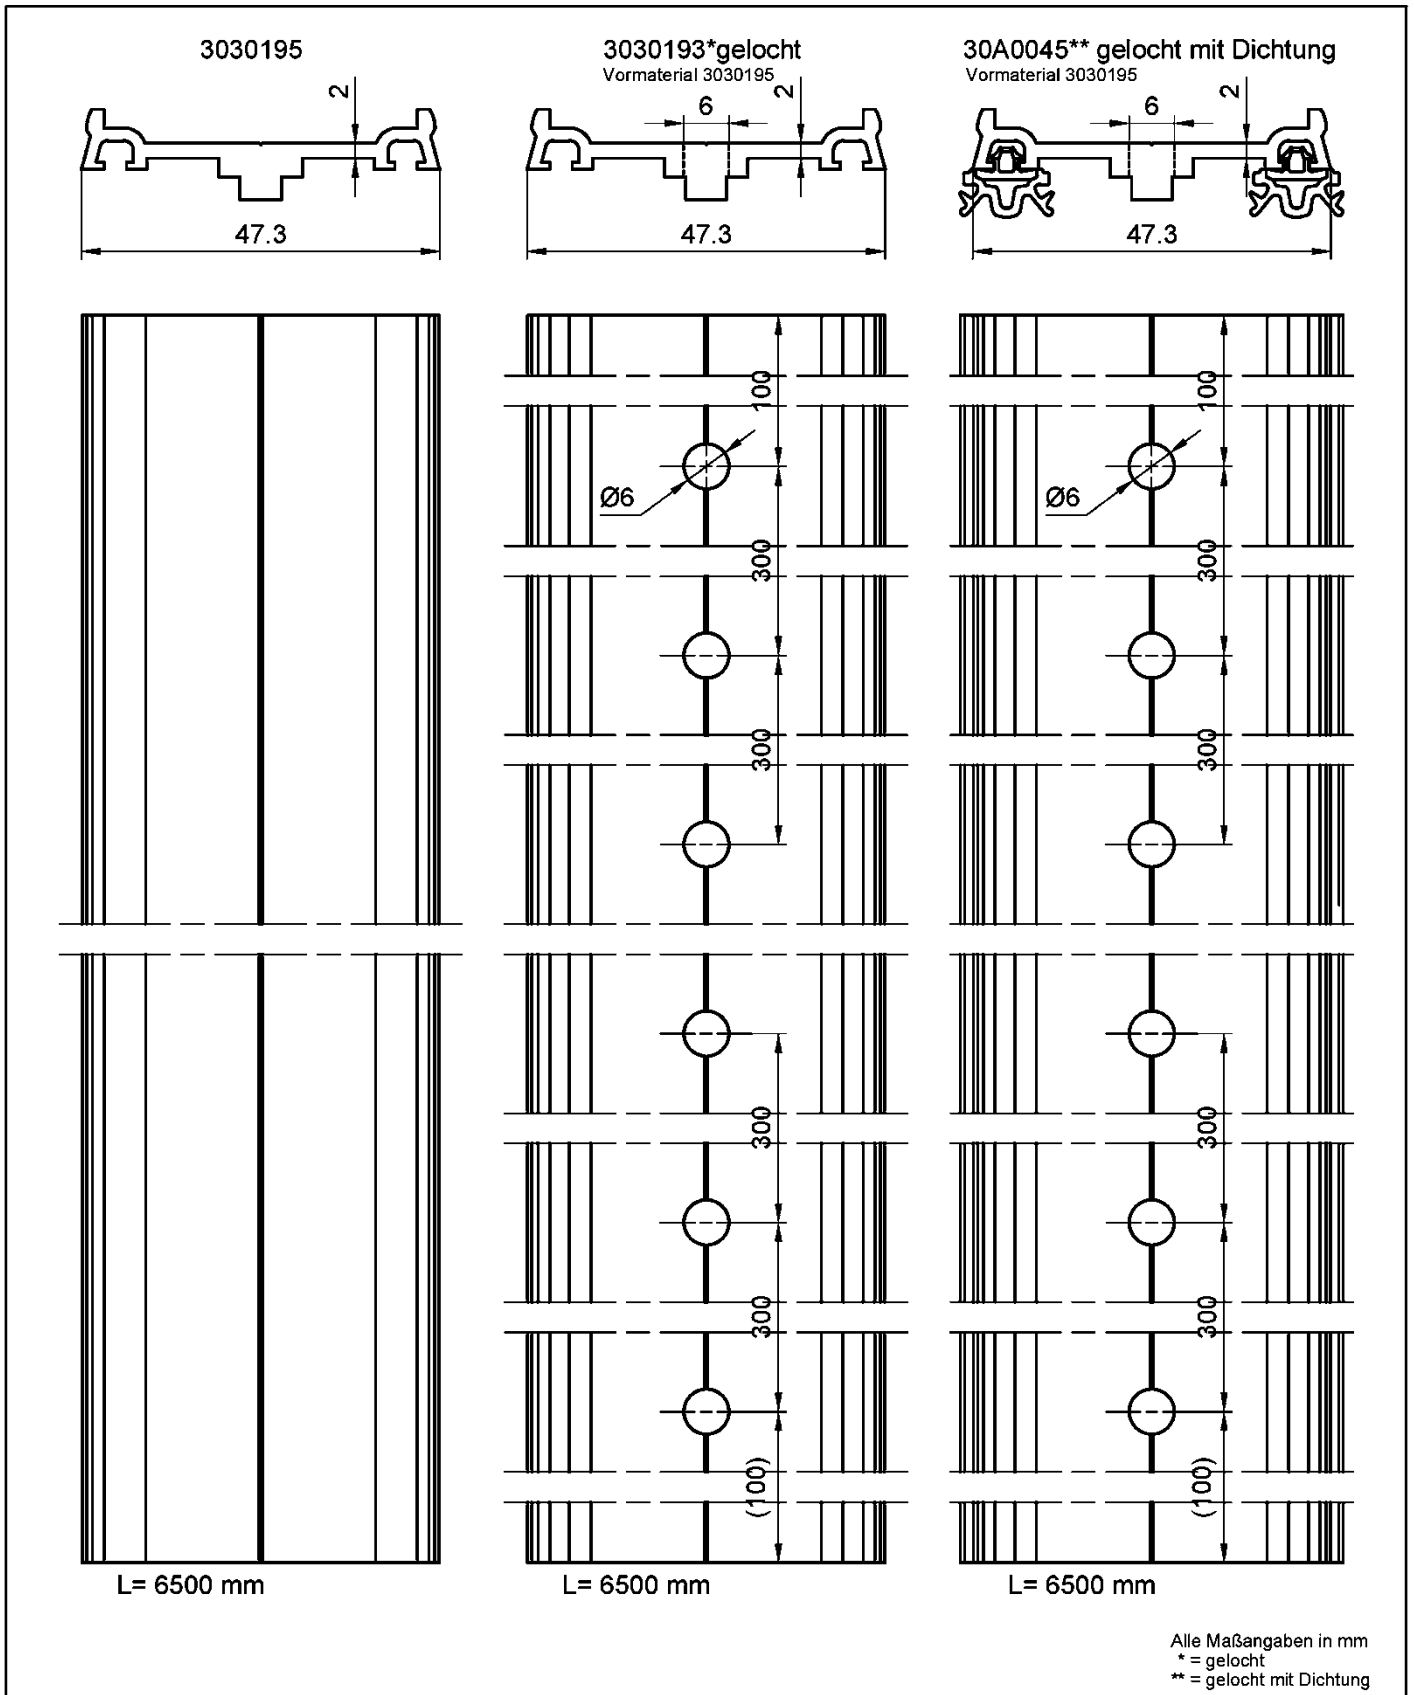 3030195
2
47.3
L= 6500 mm
3030193*gelocht
Vormaterial 3030195
6
2
47.3
100
Ø6
300
300
300
300
(100)
L= 6500 mm
30A0045** gelocht mit Dichtung
Vormaterial 3030195
6
2
47.3
100
Ø6
300
300
300
300
(100)
L= 6500 mm
Alle Maßangaben in mm
* = gelocht
** = gelocht mit Dichtung